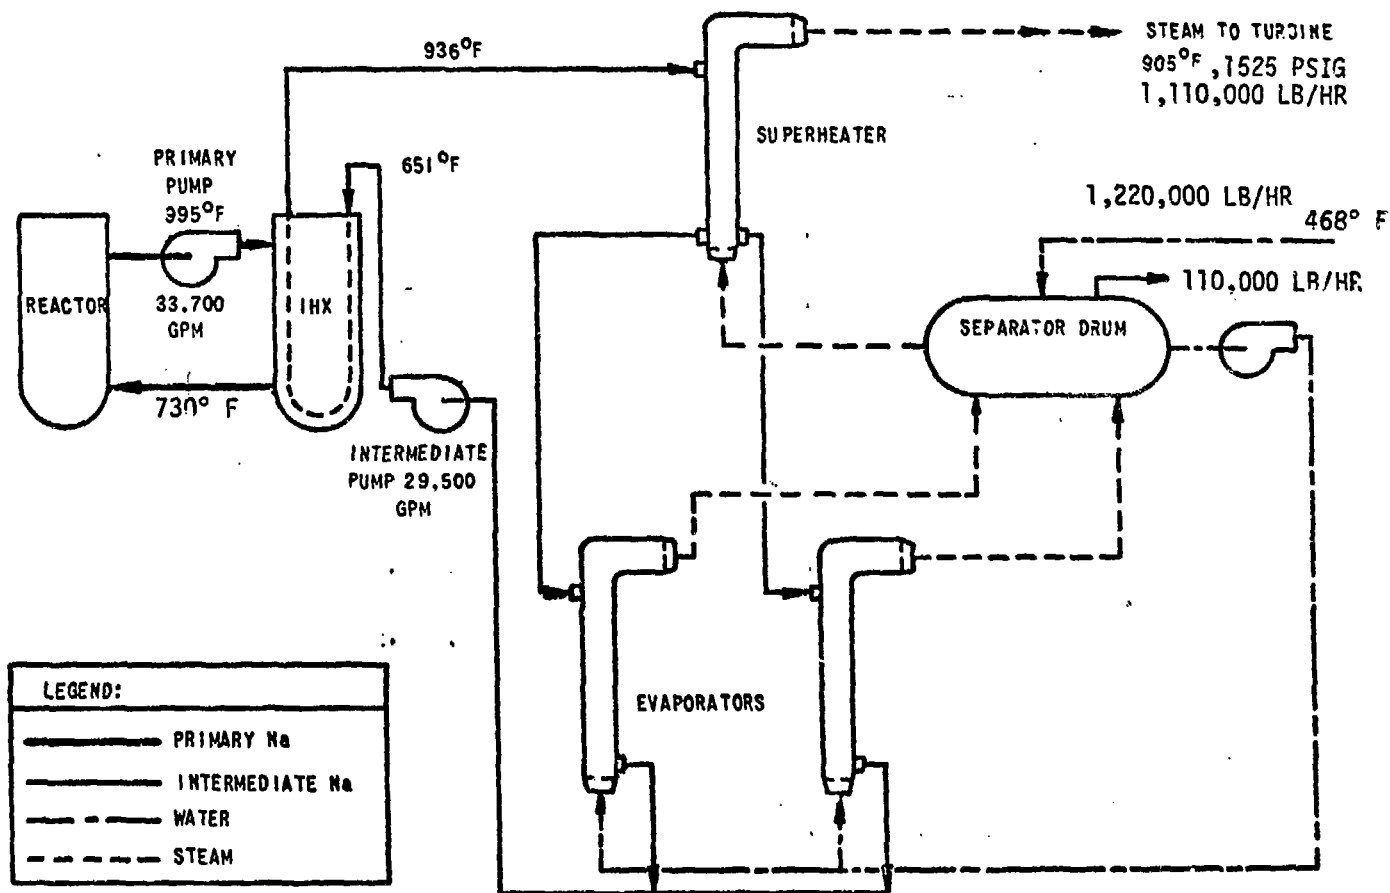 936°F
STEAM TO TURBINE
905°F, 1525 PSIG
1,110,000 LB/HR
SUPERHEATER
PRIMARY
PUMP
995°F
651°F
1,220,000 LB/HR
468° F
REACTOR
33,700
GPM
IHX
110,000 LB/HR
SEPARATOR DRUM
730° F
INTERMEDIATE
PUMP 29,500
GPM
EVAPORATORS
LEGEND:
PRIMARY Na
INTERMEDIATE Na
WATER
STEAM